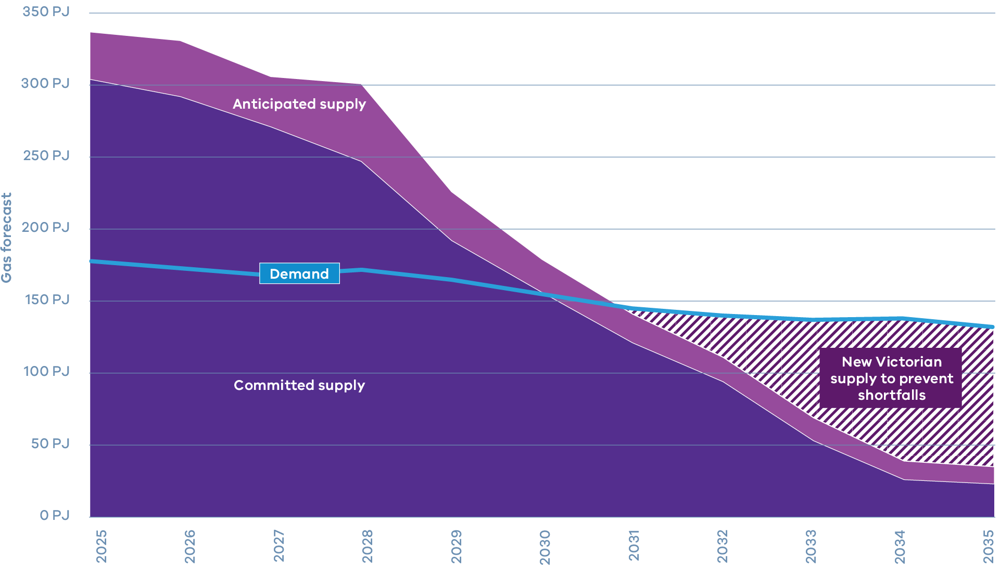 350 PJ
300 PJ
Anticipated supply
250 PJ
200 PJ
Gas forecast
Demand
150 PJ
New Victorian
supply to prevent
shortfalls
100 PJ
Committed supply
50 PJ
0 PJ
2025
2026
2027
2028
2029
2030
2031
2032
2033
2034
2035